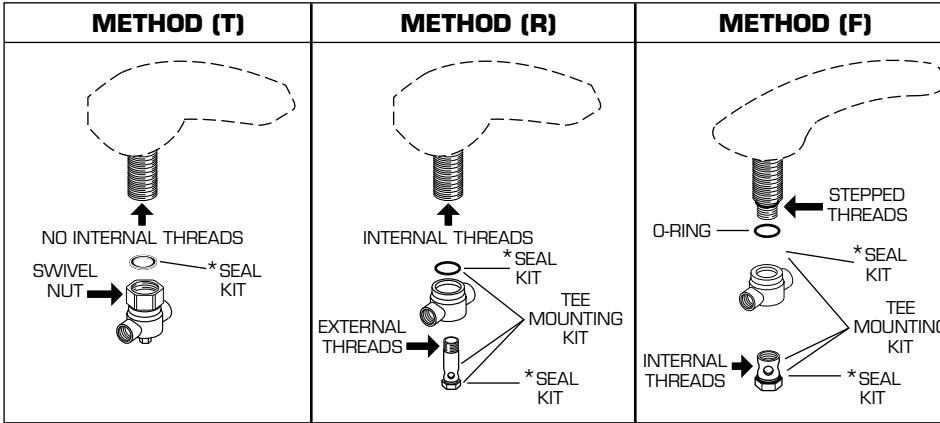 METHOD (T)
NO INTERNAL THREADS
SWIVEL
NUT
*SEAL
KIT
METHOD (R)
INTERNAL THREADS
*SEAL
KIT
TEE
MOUNTING
KIT
EXTERNAL
THREADS
*SEAL
KIT
METHOD (F)
STEPPED
THREADS
O-RING
*SEAL
KIT
TEE
MOUNTING
KIT
INTERNAL
THREADS
*SEAL
KIT